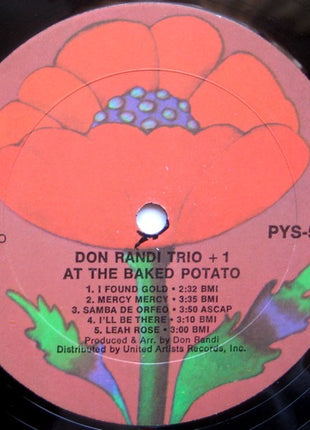 O
PYS-5
DON RANDI TRIO + 1
AT THE BAKED POTATO
1. I FOUND GOLD • 2:32 BMI
2. MERCY MERCY • 3:35 BMI
3. SAMBA DE ORFEO • 3:50 ASCAP
4. I'LL BE THERE • 3:10 BMI
5. LEAH ROSE • 3:00 BMI
Produced & Arr. by Don Randi
Distributed by United Artists Records, Inc.